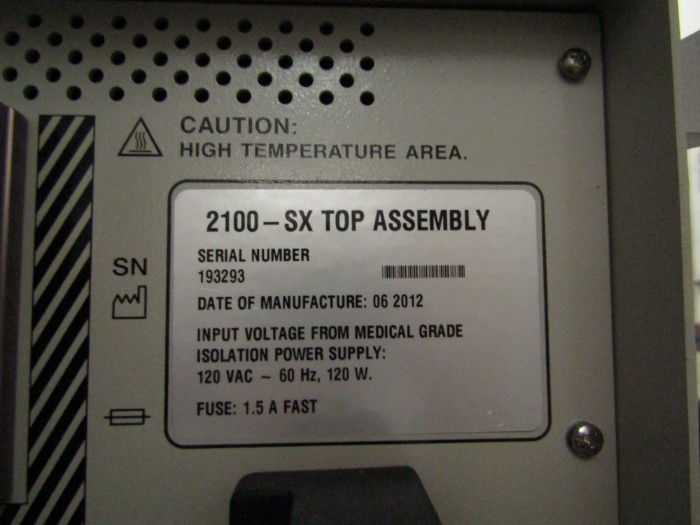 CAUTION:
HIGH TEMPERATURE AREA.
2100 – SX TOP ASSEMBLY
SERIAL NUMBER
193293
SN
DATE OF MANUFACTURE: 06 2012
INPUT VOLTAGE FROM MEDICAL GRADE
ISOLATION POWER SUPPLY:
120 VAC ~ 60 Hz, 120 W.
FUSE: 1.5 A FAST